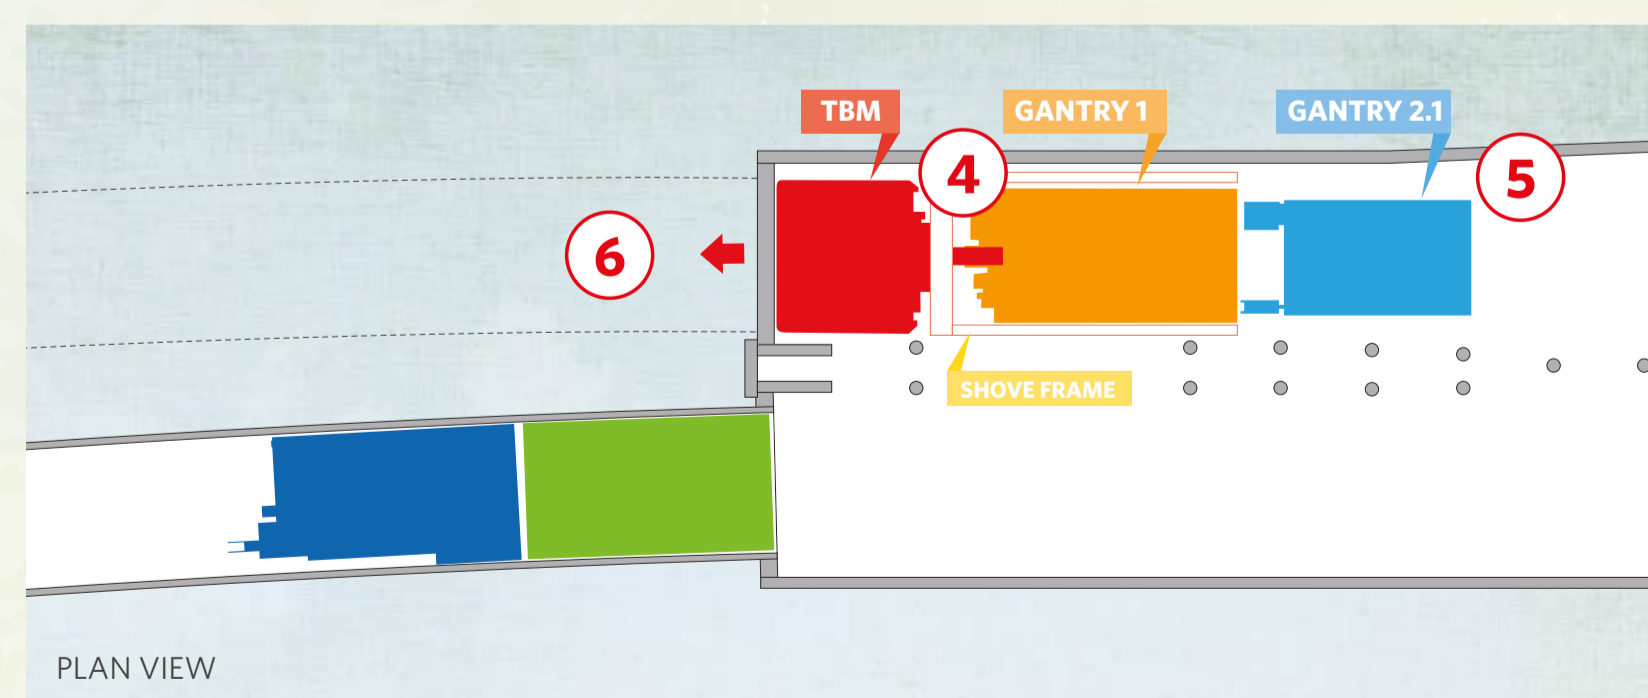 TBM
GANTRY 1
GANTRY 2.1
4
5
6
SHOVE FRAME
PLAN VIEW